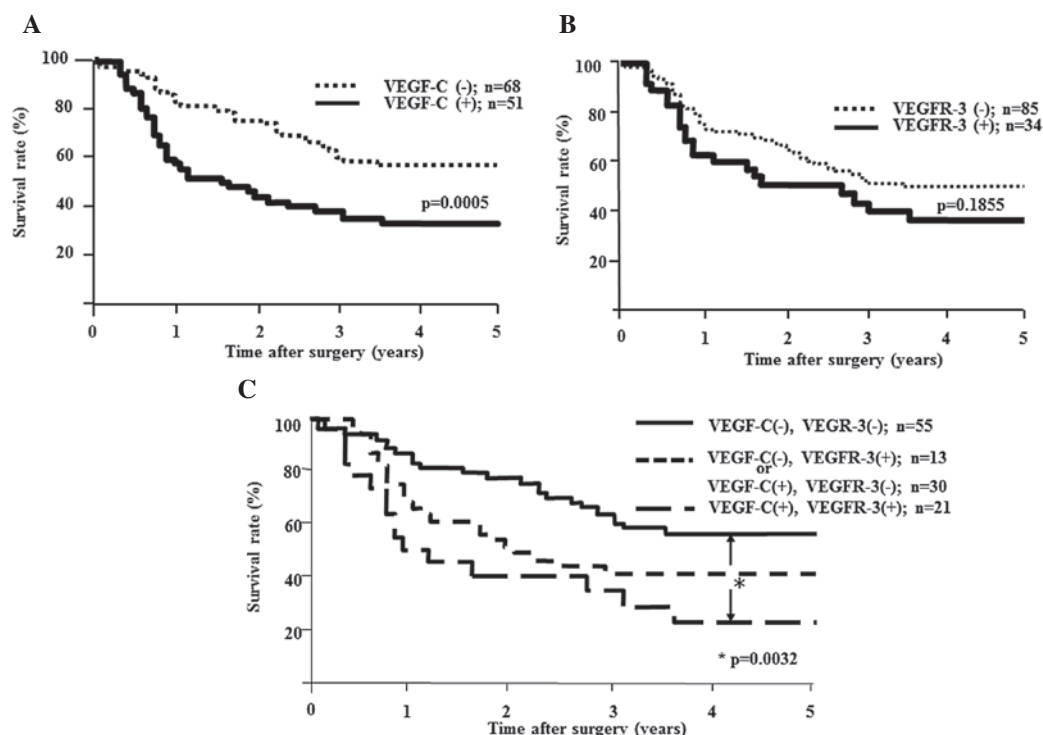 A
100
80
60
40
20
0
1
2
3
4
5
Survival rate (%)
Time after surgery (years)
VEGF-C (-); n=68
VEGF-C (+); n=51
p=0.0005
B
100
80
60
40
20
0
1
2
3
4
5
Survival rate (%)
Time after surgery (years)
VEGFR-3 (-); n=85
VEGFR-3 (+); n=34
p=0.1855
C
100
80
60
40
20
0
1
2
3
4
5
Survival rate (%)
Time after surgery (years)
VEGF-C(-), VEGR-3(-); n=55
VEGF-C(-), VEGFR-3(+); n=13
or
VEGF-C(+), VEGFR-3(-); n=30
VEGF-C(+), VEGFR-3(+); n=21
*
* p=0.0032